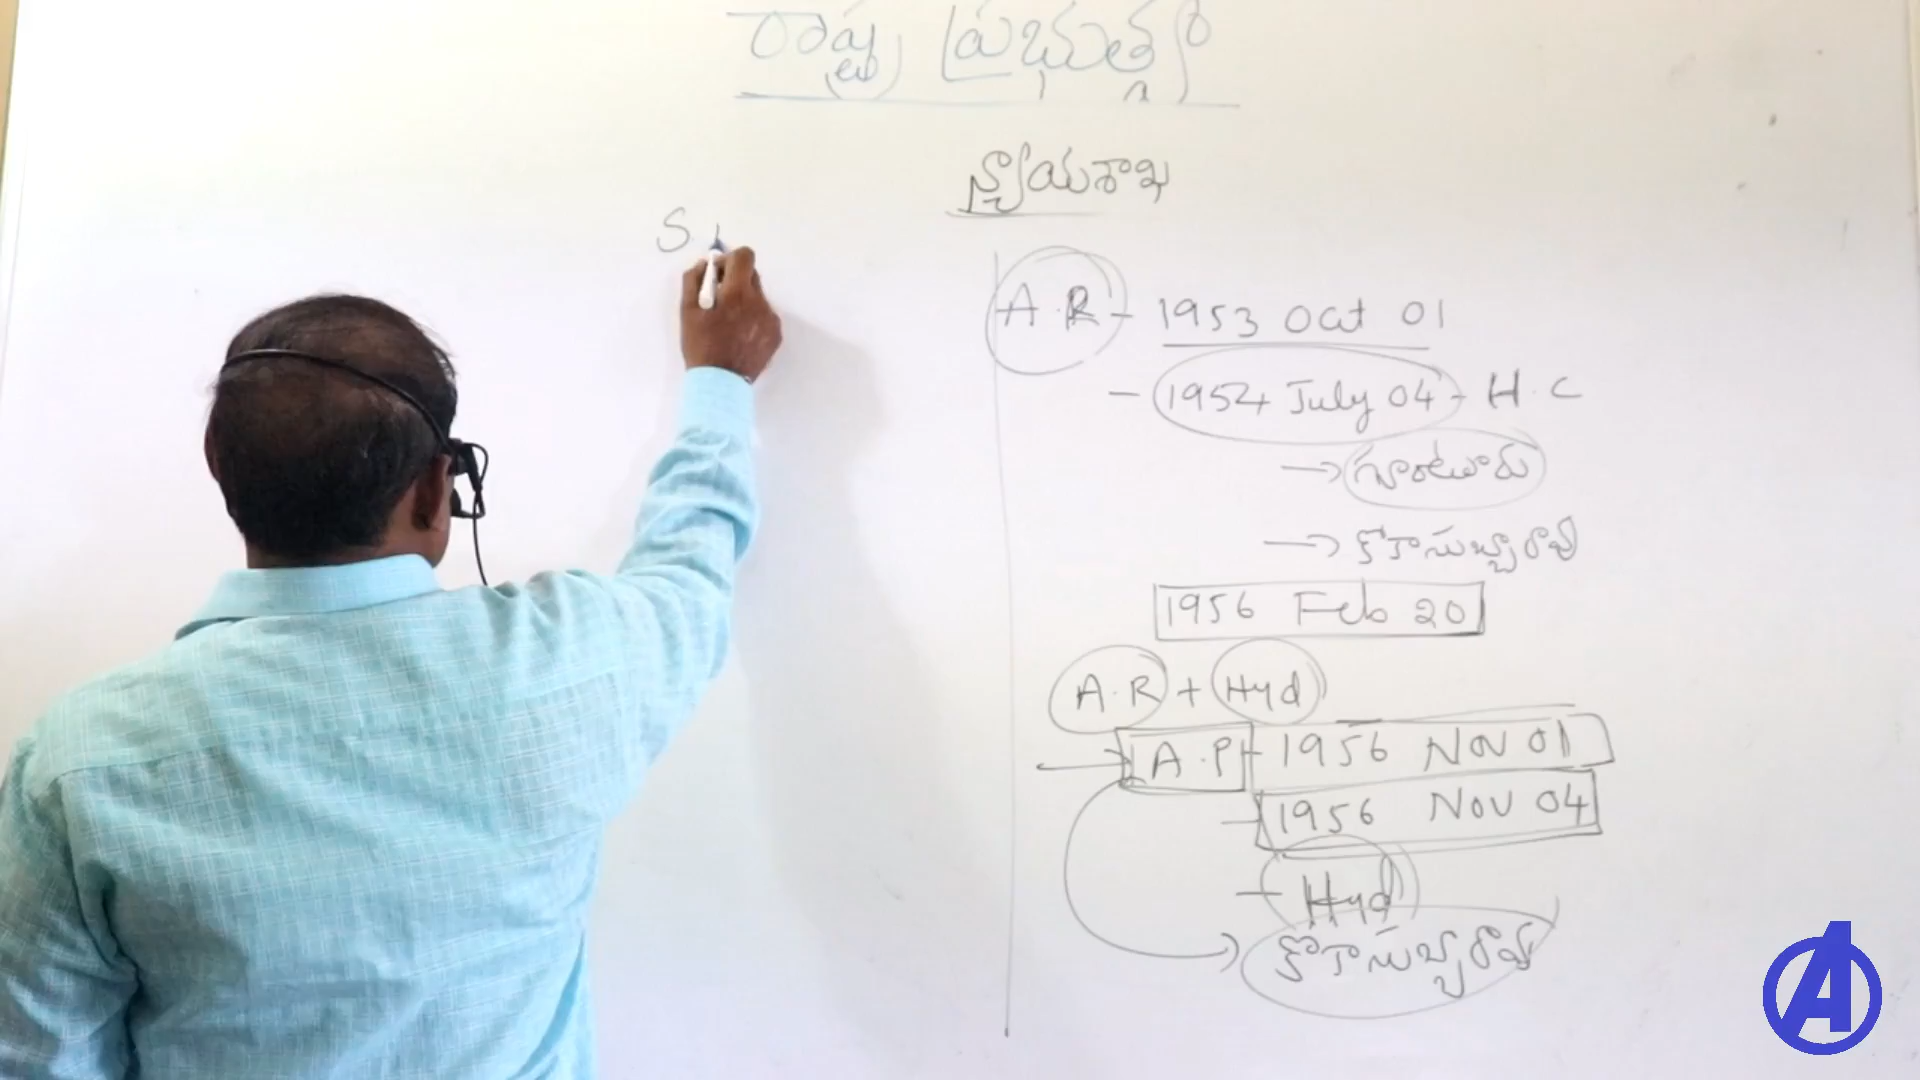 రాష్ట్ర ప్రభుత్వం
న్యాయశాఖ
S.
A.R - 1953 Oct 01
- 1954 July 04 - H.C
→ గూంటూరు
→ కోకాసుబ్బారావు
1956 Feb 20
A.R + Hyd
→ A.P - 1956 Nov 01
- 1956 Nov 04
- Hyd
కోకాసుబ్బారావు
A